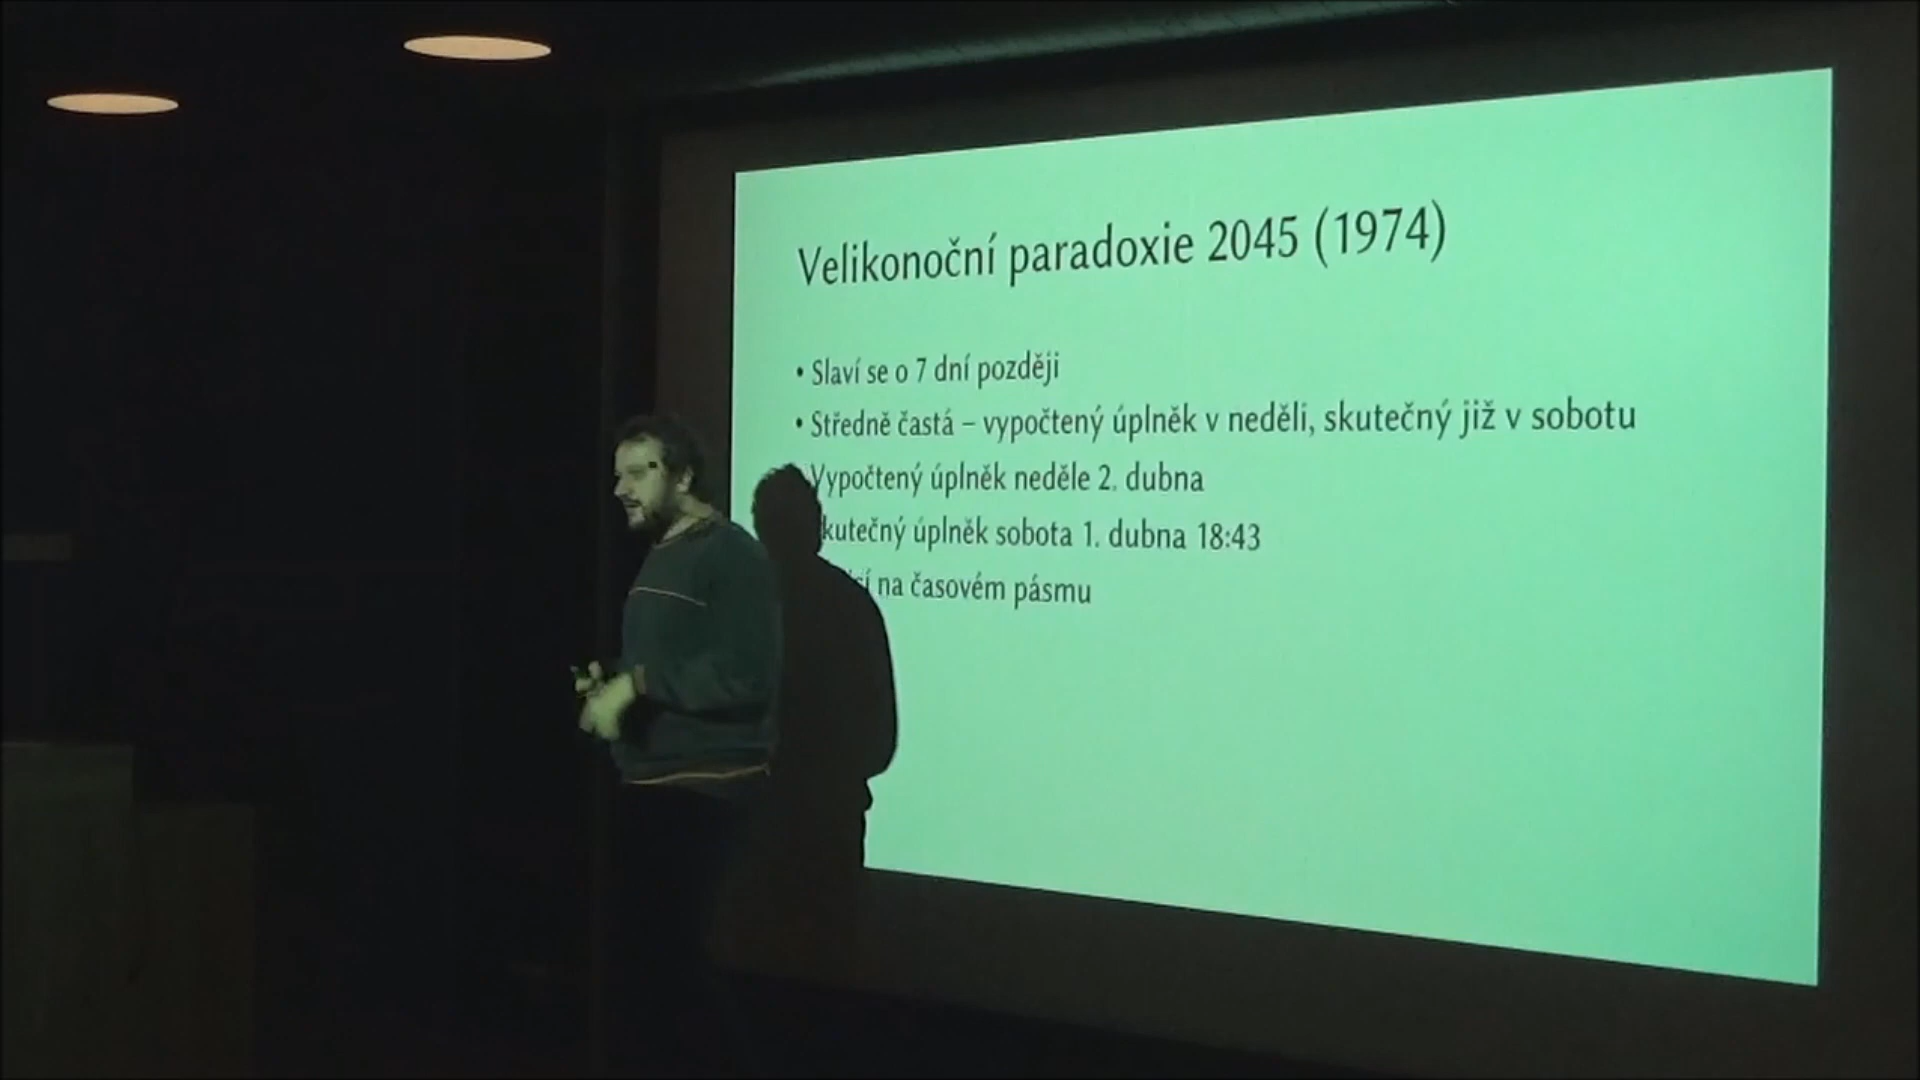 Velikonoční paradoxie 2045 (1974)
• Slaví se o 7 dní později
• Středně častá – vypočtený úplněk v neděli, skutečný již v sobotu
Vypočtený úplněk neděle 2. dubna
kutečný úplněk sobota 1. dubna 18:43
na časovém pásmu